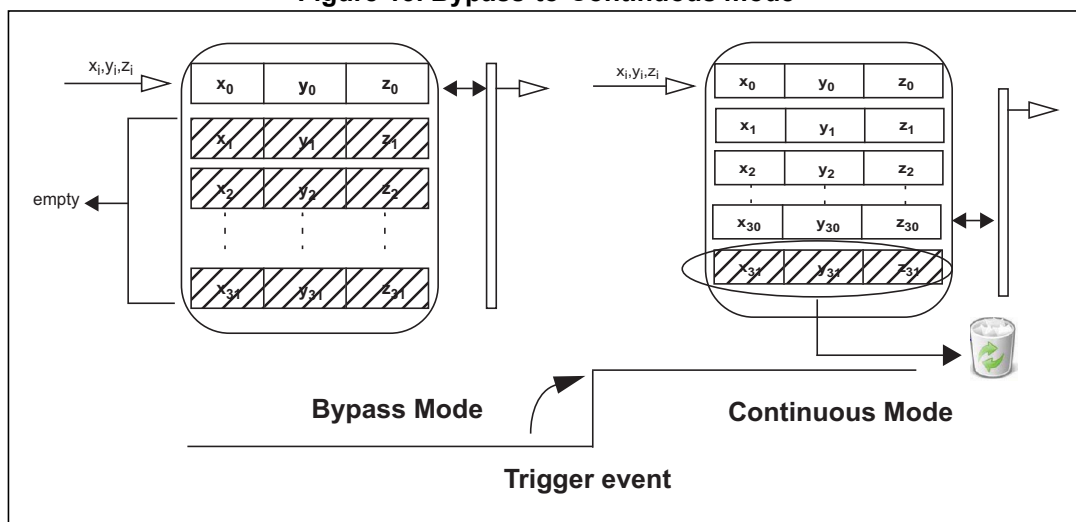 Figure 10. Bypass-to-Continuous mode
xi,yi,zi
x0 y0 z0
x1 y1 z1
x2 y2 z2
x31 y31 z31
empty
xi,yi,zi
x0 y0 z0
x1 y1 z1
x2 y2 z2
x30 y30 z30
x31 y31 z31
Bypass Mode
Continuous Mode
Trigger event